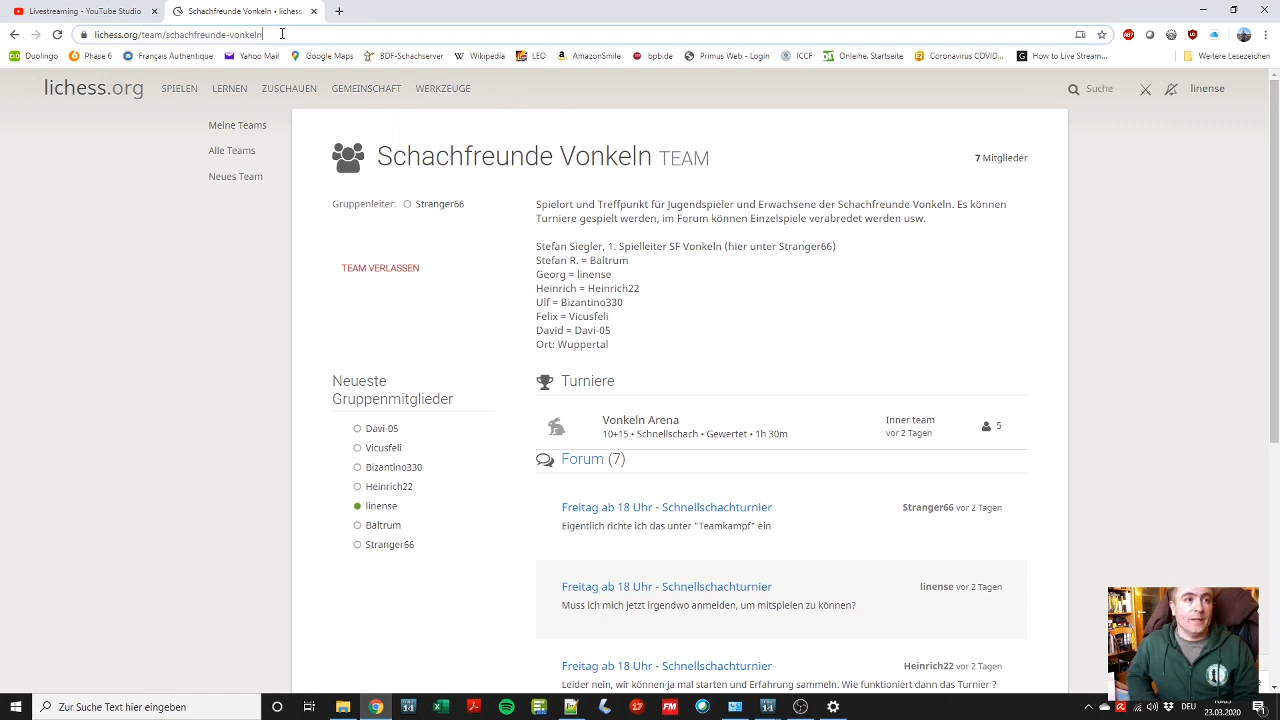 Livestreaming - YouTube Studio
Schachfreunde Vonkeln • lichess
lichess.org/team/schachfreunde-vonkeln
Duolingo
Phase 6
Français Authentique
Yahoo Mail
Google Maps
BDF-Schachserver
Wikipedia
LEO
AmazonSmile
bpb.de
Primus Web - Login
ICCF
Onleihe. Startseite
Coronavirus COVID...
How to Live Stream...
Weitere Lesezeichen
lichess.org
SPIELEN
LERNEN
ZUSCHAUEN
GEMEINSCHAFT
WERKZEUGE
Suche
linense
Meine Teams
Alle Teams
Neues Team
Schachfreunde Vonkeln TEAM
7 Mitglieder
Gruppenleiter: Stranger66
TEAM VERLASSEN
Spielort und Treffpunkt für Jugendspieler und Erwachsene der Schachfreunde Vonkeln. Es können
Turniere gespielt werden, im Forum können Einzelspiele verabredet werden usw.
Stefan Siegler, 1. Spielleiter SF Vonkeln (hier unter Stranger66)
Stefan R. = Baltrum
Georg = linense
Heinrich = Heinrich22
Ulf = Bizantino330
Felix = Vicusfeli
David = Davi-05
Ort: Wuppertal
Neueste
Gruppenmitglieder
Davi-05
Vicusfeli
Bizantino330
Heinrich22
linense
Baltrum
Stranger66
Turniere
Vonkeln Arena
10+15 • Schnellschach • Gewertet • 1h 30m
Inner team
vor 2 Tagen
5
Forum (7)
Freitag ab 18 Uhr - Schnellschachturnier
Stranger66 vor 2 Tagen
Eigentlich richte ich das unter "Teamkampf" ein
Freitag ab 18 Uhr - Schnellschachturnier
linense vor 2 Tagen
Muss ich mich jetzt irgendwo anmelden, um mitspielen zu können?
Freitag ab 18 Uhr - Schnellschachturnier
Heinrich22 vor 2 Tagen
Leider nein, wir können ja mal starten und Erfahrung sammeln. Wie funktioniert dann das Turnier ?
Zur Suche Text hier eingeben
DEU
23.03.2020